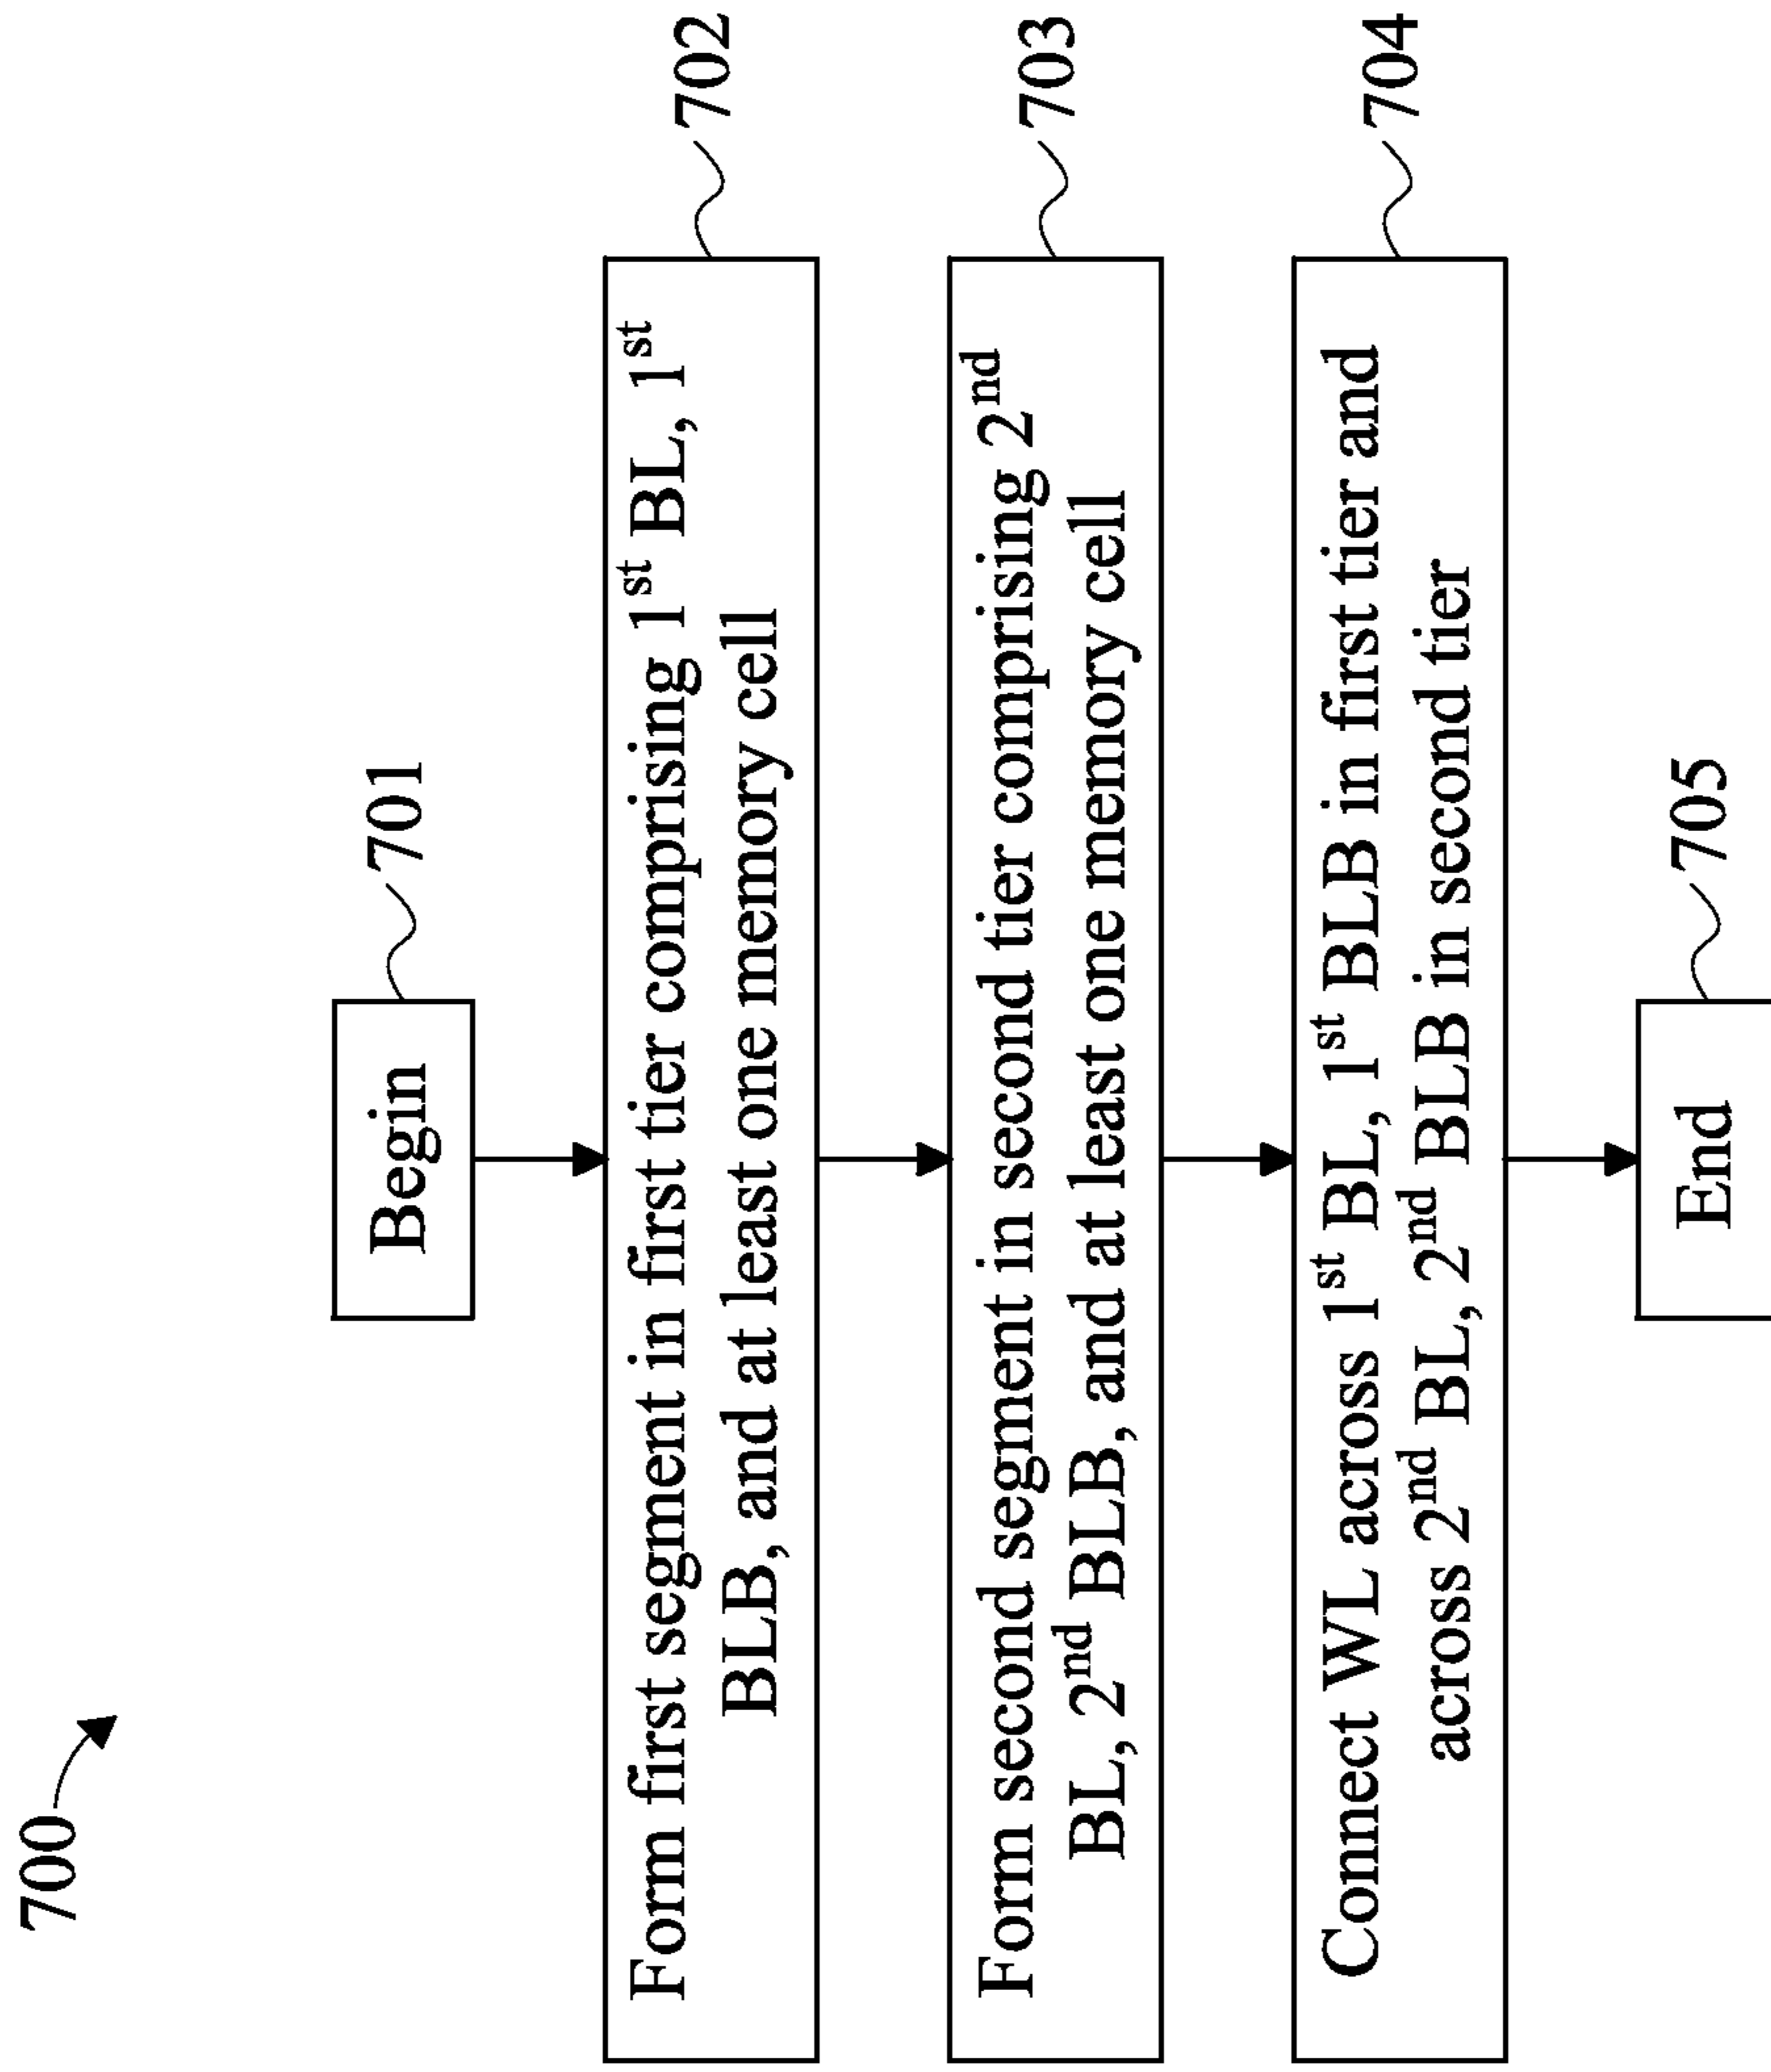 700
Begin
701
Form first segment in first tier comprising 1st BL, 1st
BLB, and at least one memory cell
702
Form second segment in second tier comprising 2nd
BL, 2nd BLB, and at least one memory cell
703
Connect WL across 1st BL, 1st BLB in first tier and
across 2nd BL, 2nd BLB in second tier
704
End
705